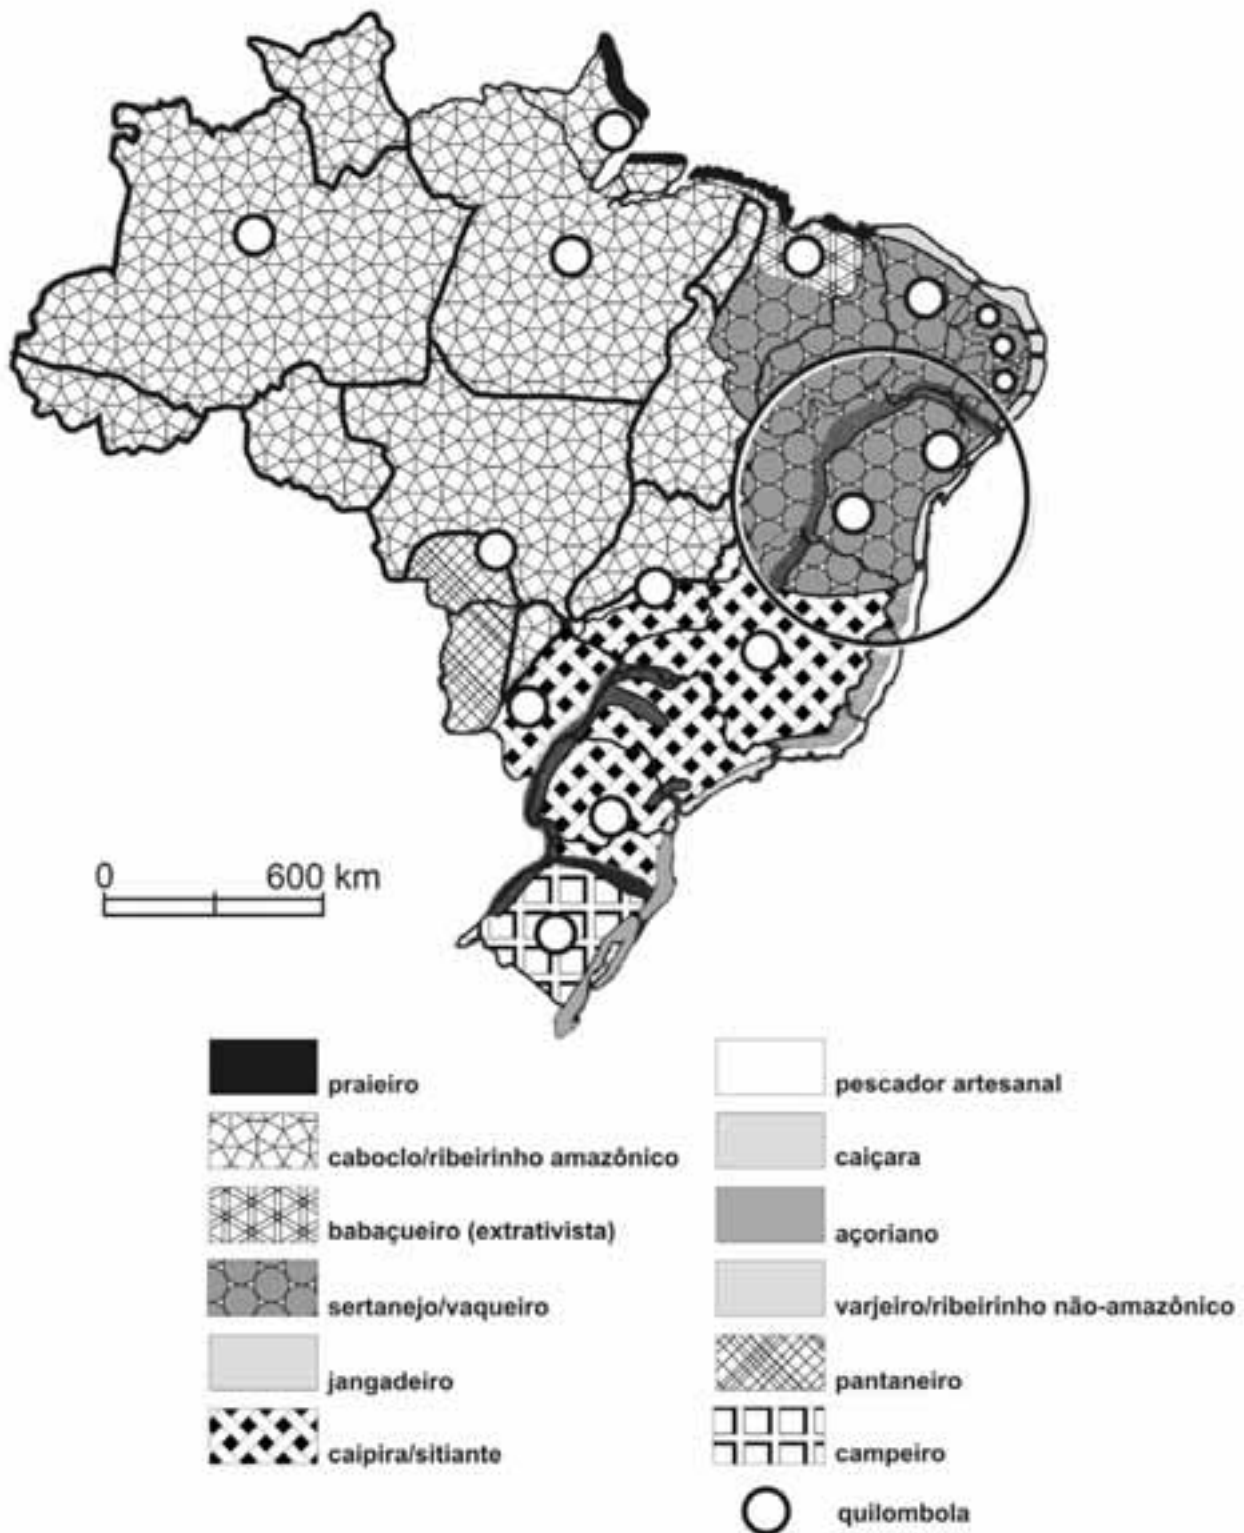 0 600 km
praieiro
caboclo/ribeirinho amazônico
babaçueiro (extrativista)
sertanejo/vaqueiro
jangadeiro
caipira/sitiante
pescador artesanal
caiçara
açoriano
varjeiro/ribeirinho não-amazônico
pantaneiro
campeiro
quilombola